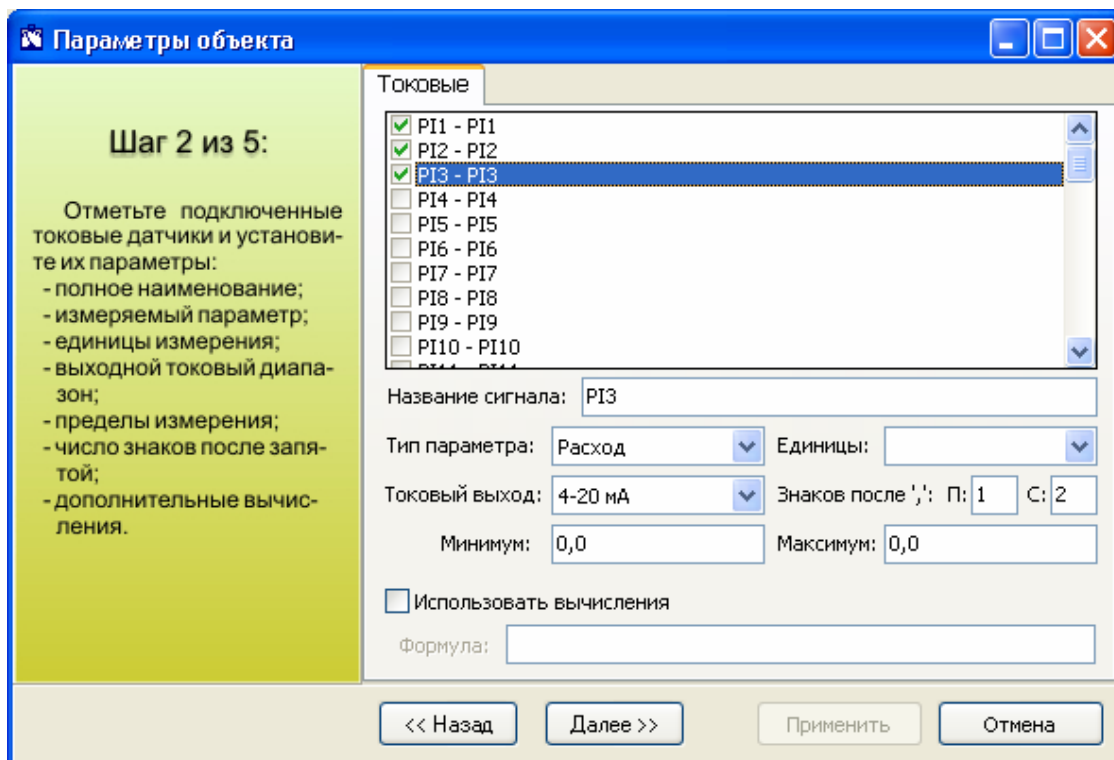 Параметры объекта
Токовые
Шаг 2 из 5:
Отметьте подключенные
токовые датчики и установи-
те их параметры:
- полное наименование;
- измеряемый параметр;
- единицы измерения;
- выходной токовый диапа-
зон;
- пределы измерения;
- число знаков после запя-
той;
- дополнительные вычис-
ления.
PI1 - PI1
PI2 - PI2
PI3 - PI3
PI4 - PI4
PI5 - PI5
PI6 - PI6
PI7 - PI7
PI8 - PI8
PI9 - PI9
PI10 - PI10
Название сигнала: PI3
Тип параметра: Расход Единицы:
Токовый выход: 4-20 мА Знаков после ',': П: 1 С: 2
Минимум: 0,0 Максимум: 0,0
Использовать вычисления
Формула:
<< Назад Далее >> Применить Отмена